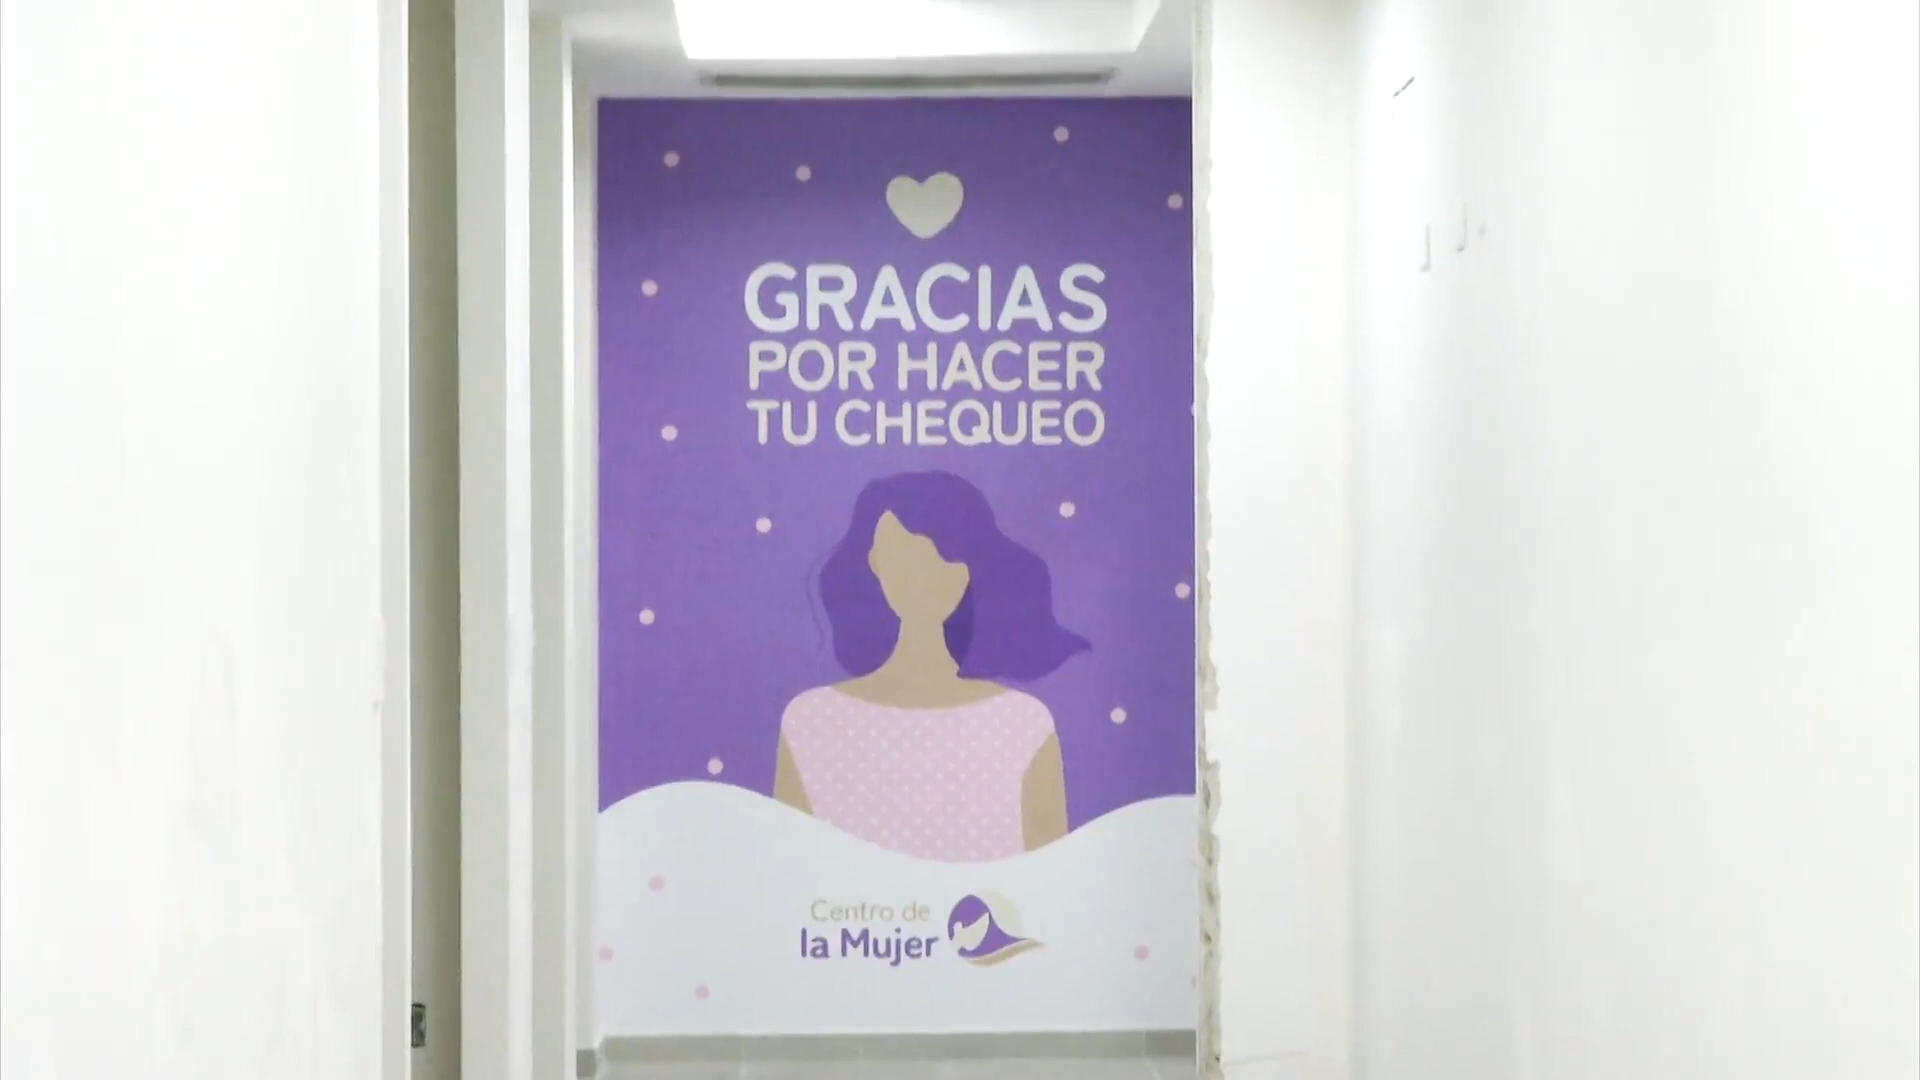 GRACIAS
POR HACER
TU CHEQUEO
Centro de
la Mujer